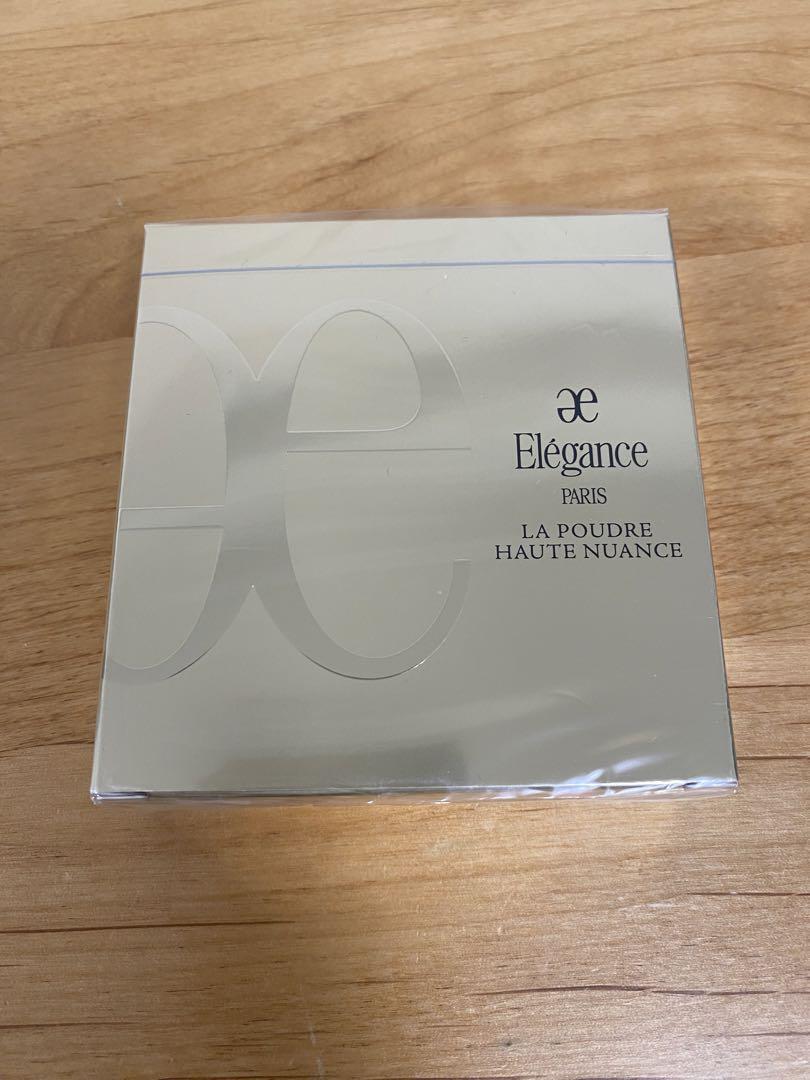 æ
Elégance
PARIS
LA POUDRE
HAUTE NUANCE